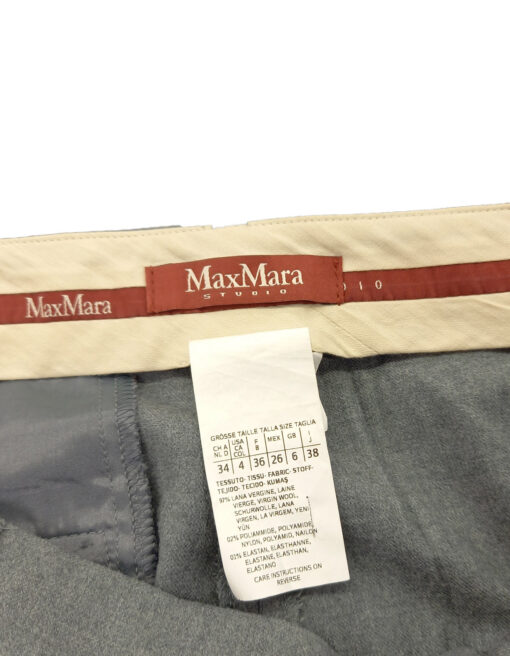 MaxMara
MaxMara
STUDIO
DIO
GRÖSSE TAILLE TALLA SIZE TAGLIA
CH A NL D | USA CA COL | F B | MEX | GB | I J
34 | 4 | 36 | 26 | 6 | 38
TESSUTO-TISSU-FABRIC-STOFF-
TEJIDO-TECIDO-KUMAŞ
97% LANA VERGINE, LAINE
VIERGE, VIRGIN WOOL,
SCHURWOLLE, LANA
VIRGEN, LA VIRGEM, YENİ
YÜN
02% POLIAMMIDE, POLYAMIDE,
NYLON, POLYAMID, NAILON
01% ELASTAN, ELASTHANNE,
ELASTANE, ELASTHAN,
ELASTANO
CARE INSTRUCTIONS ON
REVERSE